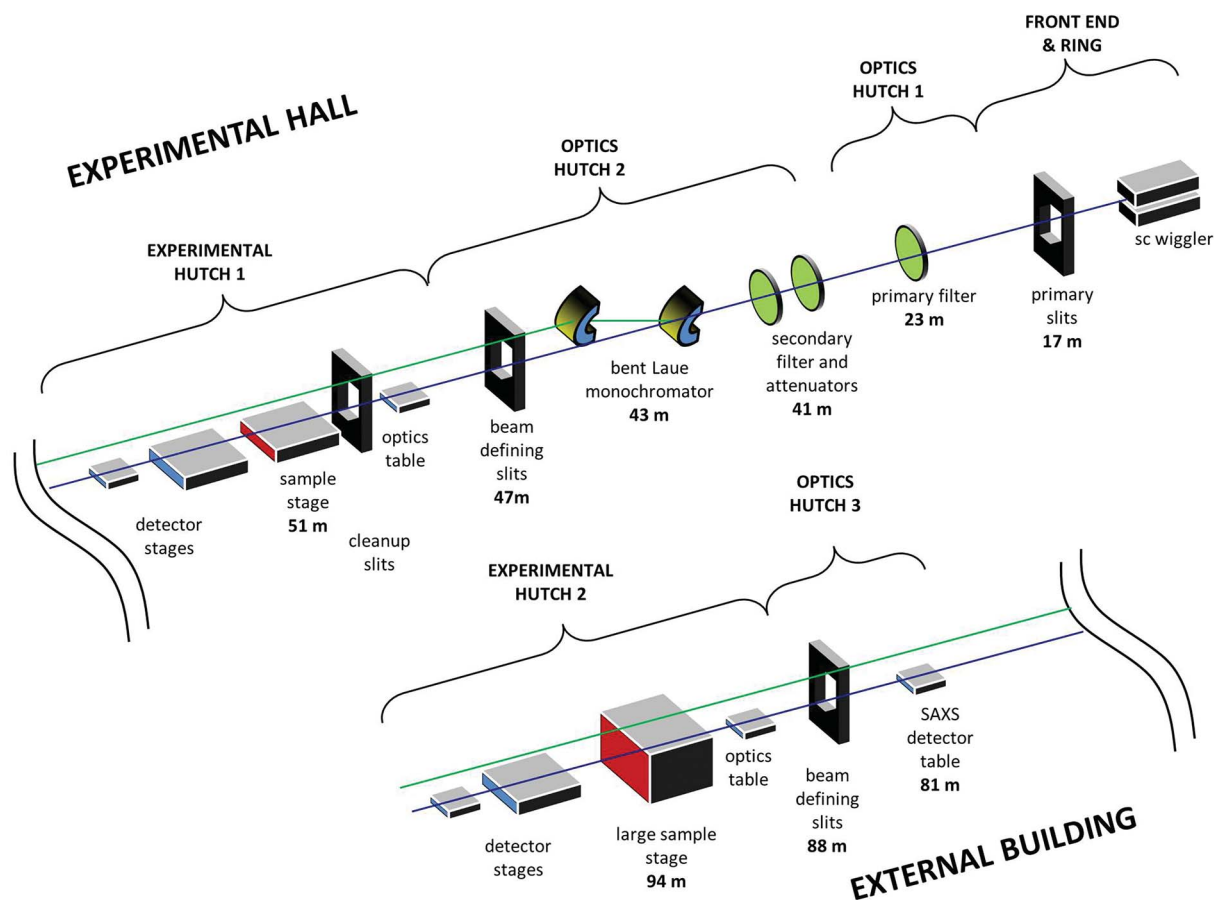 FRONT END
& RING
OPTICS
HUTCH 1
EXPERIMENTAL HALL
OPTICS
HUTCH 2
EXPERIMENTAL
HUTCH 1
sc wiggler
primary
slits
17 m
primary filter
23 m
secondary
filter and
attenuators
41 m
bent Laue
monochromator
43 m
beam
defining
slits
47m
optics
table
cleanup
slits
sample
stage
51 m
detector
stages
OPTICS
HUTCH 3
EXPERIMENTAL
HUTCH 2
SAXS
detector
table
81 m
beam
defining
slits
88 m
optics
table
large sample
stage
94 m
detector
stages
EXTERNAL BUILDING